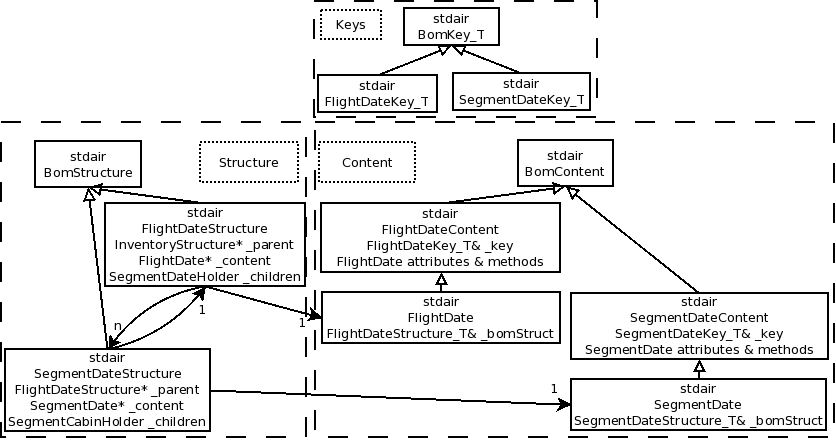 Keys
stdair
BomKey_T
stdair
FlightDateKey_T
stdair
SegmentDateKey_T
stdair
BomStructure
Structure
Content
stdair
BomContent
stdair
FlightDateStructure
InventoryStructure* _parent
FlightDate* _content
SegmentDateHolder _children
stdair
FlightDateContent
FlightDateKey_T& _key
FlightDate attributes & methods
stdair
FlightDate
FlightDateStructure_T& _bomStruct
stdair
SegmentDateContent
SegmentDateKey_T& _key
SegmentDate attributes & methods
n
1
1
stdair
SegmentDateStructure
FlightDateStructure* _parent
SegmentDate* _content
SegmentCabinHolder _children
1
stdair
SegmentDate
SegmentDateStructure_T& _bomStruct